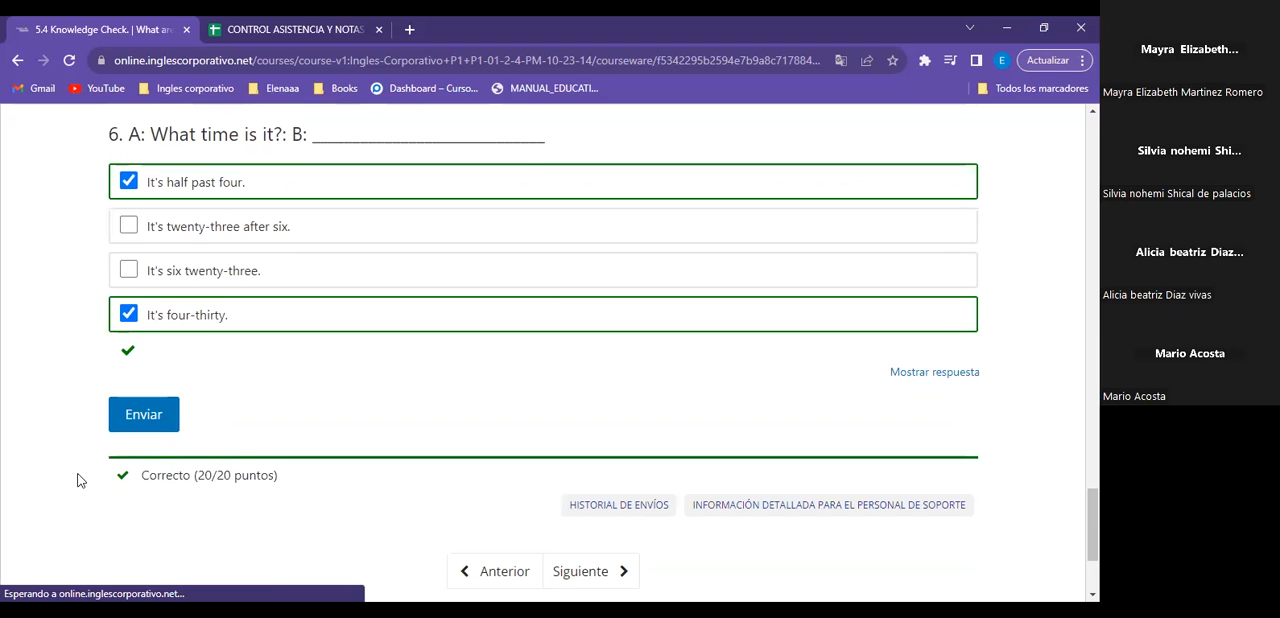 5.4 Knowledge Check. | What are
CONTROL ASISTENCIA Y NOTAS
online.inglescorporativo.net/courses/course-v1:Ingles-Corporativo+P1+P1-01-2-4-PM-10-23-14/courseware/f5342295b2594e7b9a8c717884...
E
Actualizar
Gmail
YouTube
Ingles corporativo
Elenaaa
Books
Dashboard – Curso...
MANUAL_EDUCATI...
Todos los marcadores
6. A: What time is it?: B: ____________________________
It's half past four.
It's twenty-three after six.
It's six twenty-three.
It's four-thirty.
Mostrar respuesta
Enviar
Correcto (20/20 puntos)
HISTORIAL DE ENVÍOS
INFORMACIÓN DETALLADA PARA EL PERSONAL DE SOPORTE
Anterior
Siguiente
Esperando a online.inglescorporativo.net...
Mayra Elizabeth...
Mayra Elizabeth Martinez Romero
Silvia nohemi Shi...
Silvia nohemi Shical de palacios
Alicia beatriz Diaz...
Alicia beatriz Diaz vivas
Mario Acosta
Mario Acosta